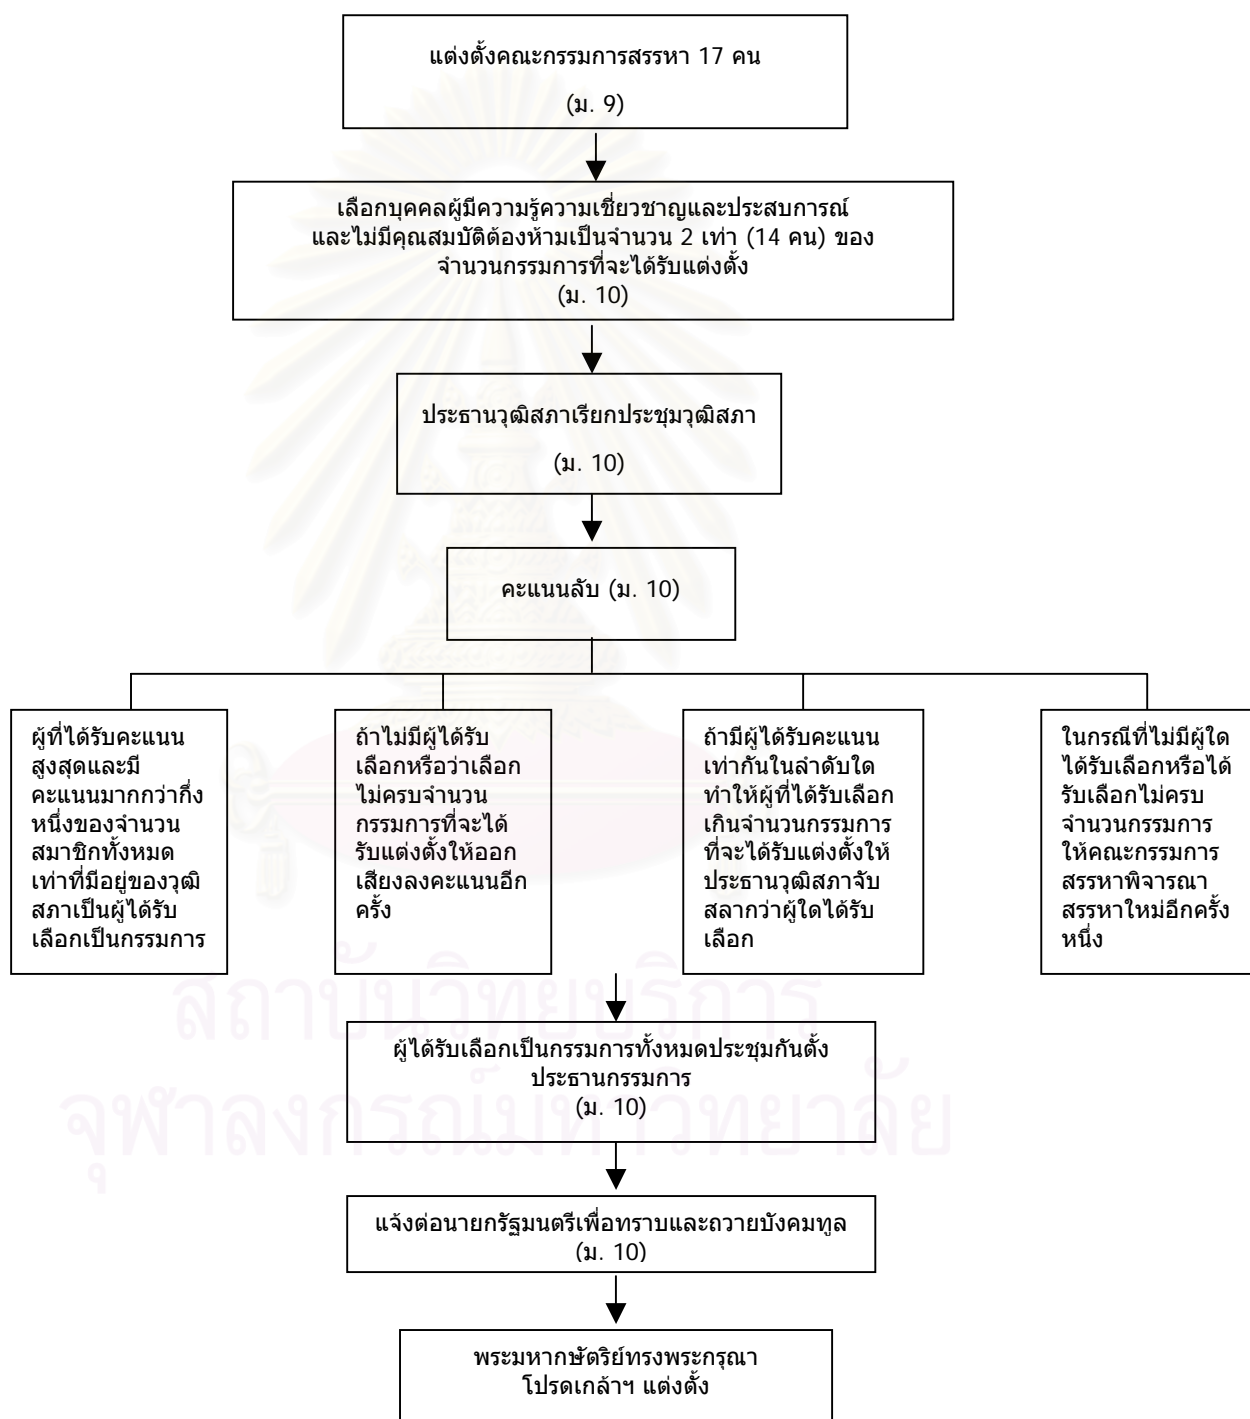 แต่งตั้งคณะกรรมการสรรหา 17 คน
(ม. 9)
เลือกบุคคลผู้มีความรู้ความเชี่ยวชาญและประสบการณ์
และไม่มีคุณสมบัติต้องห้ามเป็นจำนวน 2 เท่า (14 คน) ของ
จำนวนกรรมการที่จะได้รับแต่งตั้ง
(ม. 10)
ประธานวุฒิสภาเรียกประชุมวุฒิสภา
(ม. 10)
คะแนนลับ (ม. 10)
ผู้ที่ได้รับคะแนน
สูงสุดและมี
คะแนนมากกว่ากึ่ง
หนึ่งของจำนวน
สมาชิกทั้งหมด
เท่าที่มีอยู่ของวุฒิ
สภาเป็นผู้ได้รับ
เลือกเป็นกรรมการ
ถ้าไม่มีผู้ได้รับ
เลือกหรือว่าเลือก
ไม่ครบจำนวน
กรรมการที่จะได้
รับแต่งตั้งให้ออก
เสียงลงคะแนนอีก
ครั้ง
ถ้ามีผู้ได้รับคะแนน
เท่ากันในลำดับใด
ทำให้ผู้ที่ได้รับเลือก
เกินจำนวนกรรมการ
ที่จะได้รับแต่งตั้งให้
ประธานวุฒิสภาจับ
สลากว่าผู้ใดได้รับ
เลือก
ในกรณีที่ไม่มีผู้ใด
ได้รับเลือกหรือได้
รับเลือกไม่ครบ
จำนวนกรรมการ
ให้คณะกรรมการ
สรรหาพิจารณา
สรรหาใหม่อีกครั้ง
หนึ่ง
สถาบันวิทยบริการ
ผู้ได้รับเลือกเป็นกรรมการทั้งหมดประชุมกันตั้ง
ประธานกรรมการ
(ม. 10)
จุฬาลงกรณ์มหาวิทยาลัย
แจ้งต่อนายกรัฐมนตรีเพื่อทราบและถวายบังคมทูล
(ม. 10)
พระมหากษัตริย์ทรงพระกรุณา
โปรดเกล้าฯ แต่งตั้ง